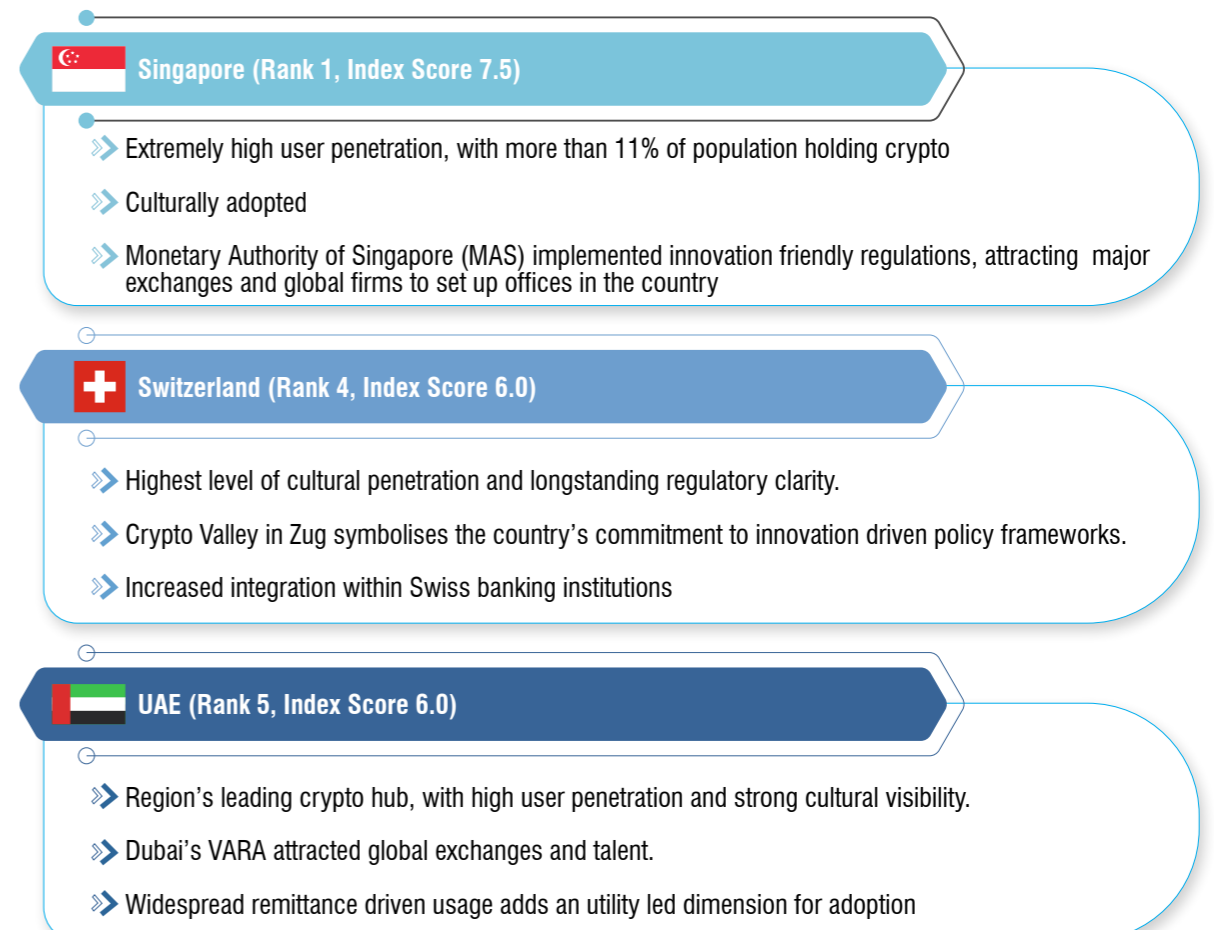 Singapore (Rank 1, Index Score 7.5)
Extremely high user penetration, with more than 11% of population holding crypto
Culturally adopted
Monetary Authority of Singapore (MAS) implemented innovation friendly regulations, attracting major
exchanges and global firms to set up offices in the country
Switzerland (Rank 4, Index Score 6.0)
Highest level of cultural penetration and longstanding regulatory clarity.
Crypto Valley in Zug symbolises the country's commitment to innovation driven policy frameworks.
Increased integration within Swiss banking institutions
UAE (Rank 5, Index Score 6.0)
Region's leading crypto hub, with high user penetration and strong cultural visibility.
Dubai's VARA attracted global exchanges and talent.
Widespread remittance driven usage adds an utility led dimension for adoption